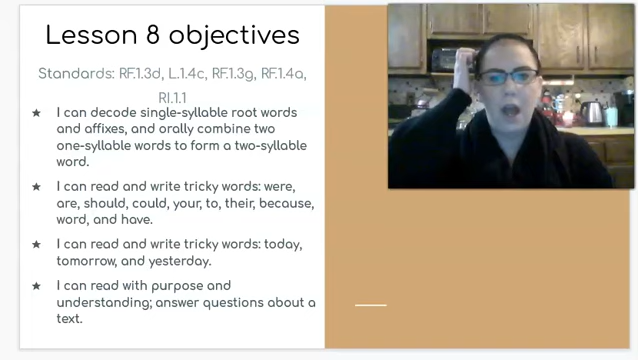 Lesson 8 objectives
Standards: RF.1.3d, L.1.4c, RF.1.3g, RF.1.4a,
RI.1.1
★ I can decode single-syllable root words
and affixes, and orally combine two
one-syllable words to form a two-syllable
word.
★ I can read and write tricky words: were,
are, should, could, your, to, their, because,
word, and have.
★ I can read and write tricky words: today,
tomorrow, and yesterday.
★ I can read with purpose and
understanding; answer questions about a
text.